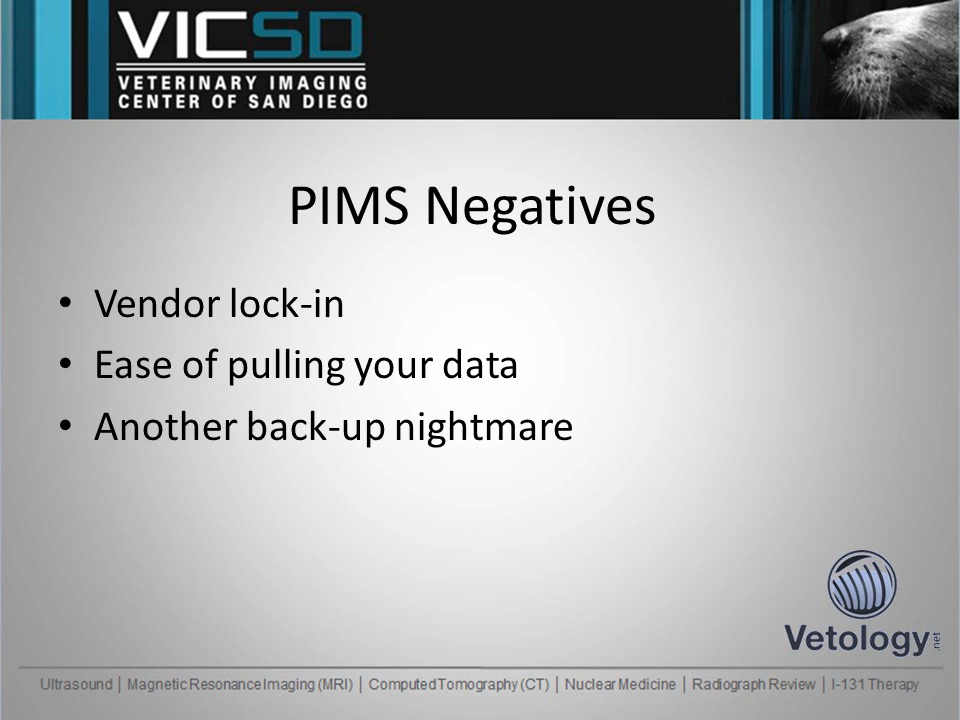 VICSD
VETERINARY IMAGING
CENTER OF SAN DIEGO
PIMS Negatives
• Vendor lock-in
• Ease of pulling your data
• Another back-up nightmare
Vetology.net
Ultrasound | Magnetic Resonance Imaging (MRI) | Computed Tomography (CT) | Nuclear Medicine | Radiograph Review | I-131 Therapy